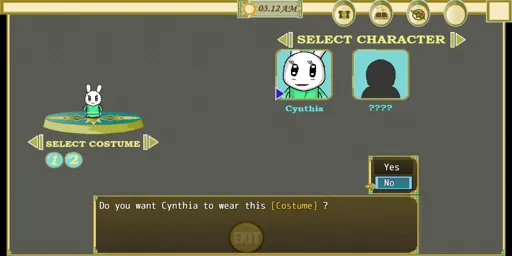 05.12 AM
SELECT CHARACTER
Cynthia
????
SELECT COSTUME
1 2
Yes
No
Do you want Cynthia to wear this [Costume] ?
EXIT